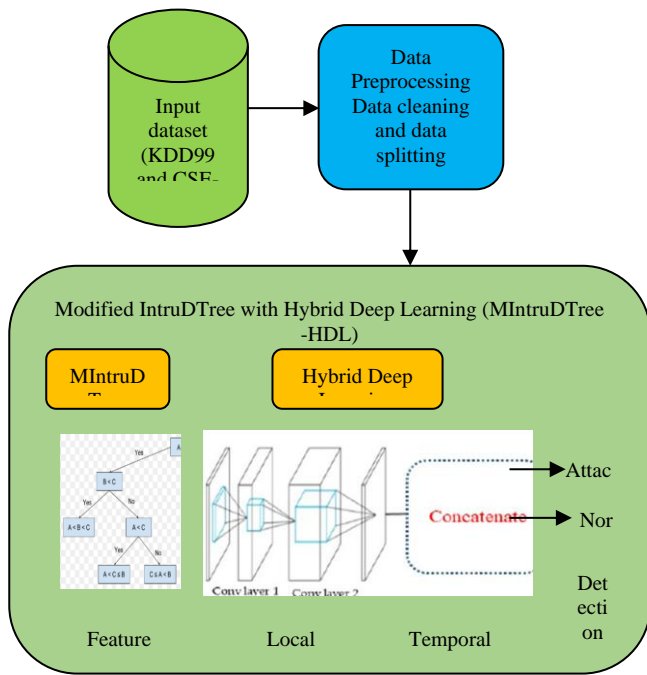 Input
dataset
(KDD99
and CSE-
Data
Preprocessing
Data cleaning
and data
splitting
Modified IntruDTree with Hybrid Deep Learning (MIntruDTree
-HDL)
MIntruD
Hybrid Deep
Yes
A
B < C
Yes
No
A < B < C
A < C
Yes
No
A < C ≤ B
C ≤ A < B
Conv layer 1
Conv layer 2
Concatenate
Attac
Nor
Det
ecti
on
Feature
Local
Temporal